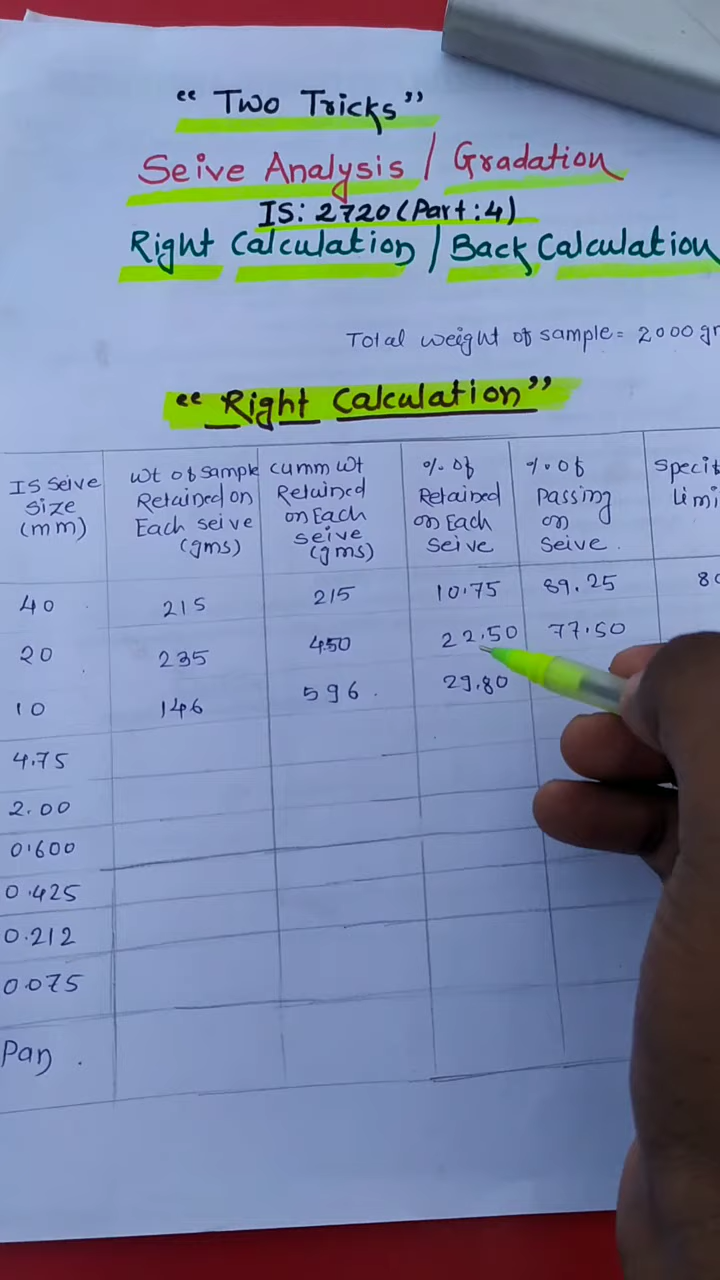 “ Two Tricks ”
Seive Analysis / Gradation
IS: 2720 (Part:4)
Right Calculation / Back Calculation
Total weight of sample = 2000 gr
“ Right Calculation ”
IS Seive
Size
(mm)
Wt of sample
Retained on
Each seive
(gms)
cumm wt
Retained
on Each
seive
(gms)
% of
Retained
on Each
Seive
% of
Passing
on
Seive.
Specif
Limi
40 215 215 10.75 89.25 80
20 235 450 22.50 77.50
10 146 596 29.80
4.75
2.00
0.600
0.425
0.212
0.075
Pan .